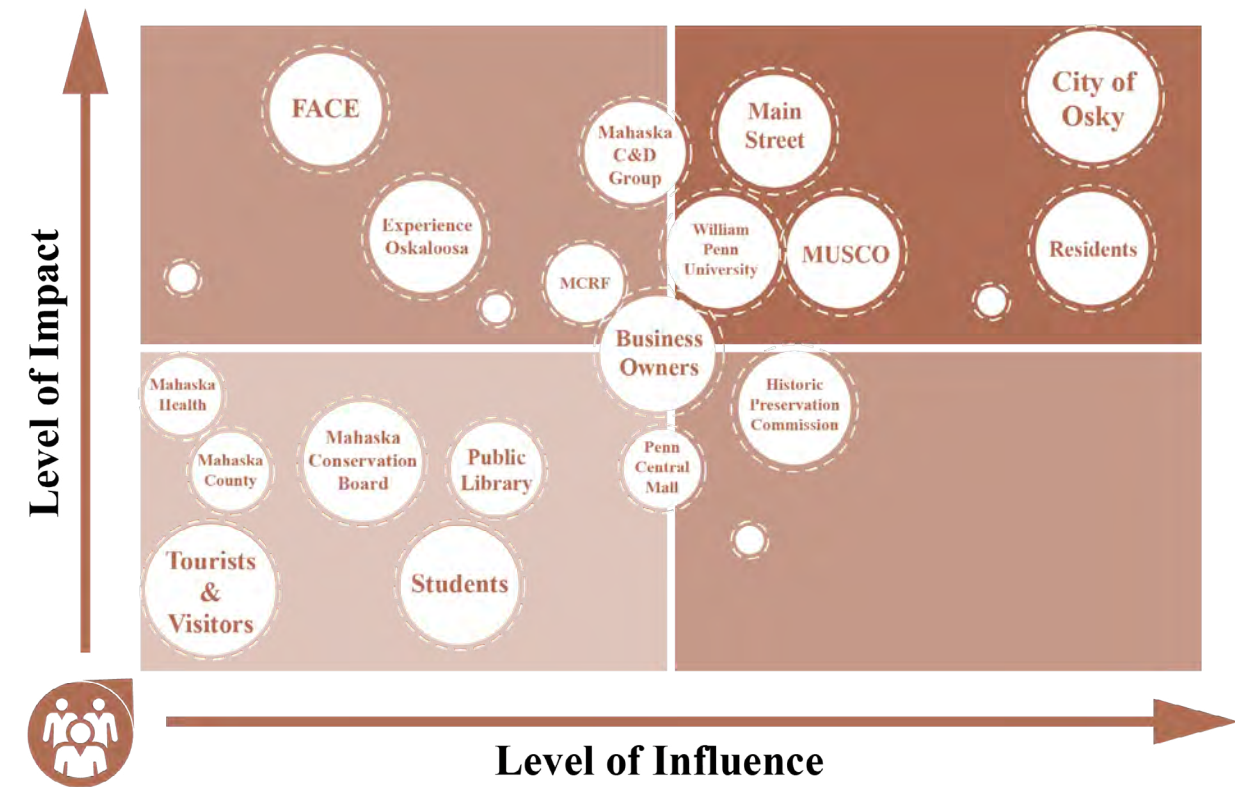 Level of Impact
FACE
Mahaska
C&D
Group
Main
Street
City of
Osky
Experience
Oskaloosa
MCRF
William
Penn
University
MUSCO
Residents
Business
Owners
Mahaska
Health
Mahaska
County
Mahaska
Conservation
Board
Public
Library
Penn
Central
Mall
Historic
Preservation
Commission
Tourists
&
Visitors
Students
Level of Influence